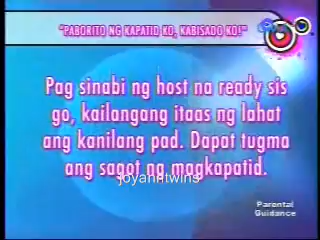 "PABORITO NG KAPATID KO, KABISADO KO!"
Pag sinabi ng host na ready sis
go, kailangang itaas ng lahat
ang kanilang pad. Dapat tugma
ang sagot ng magkapatid.
joyanntwins
Parental
Guidance